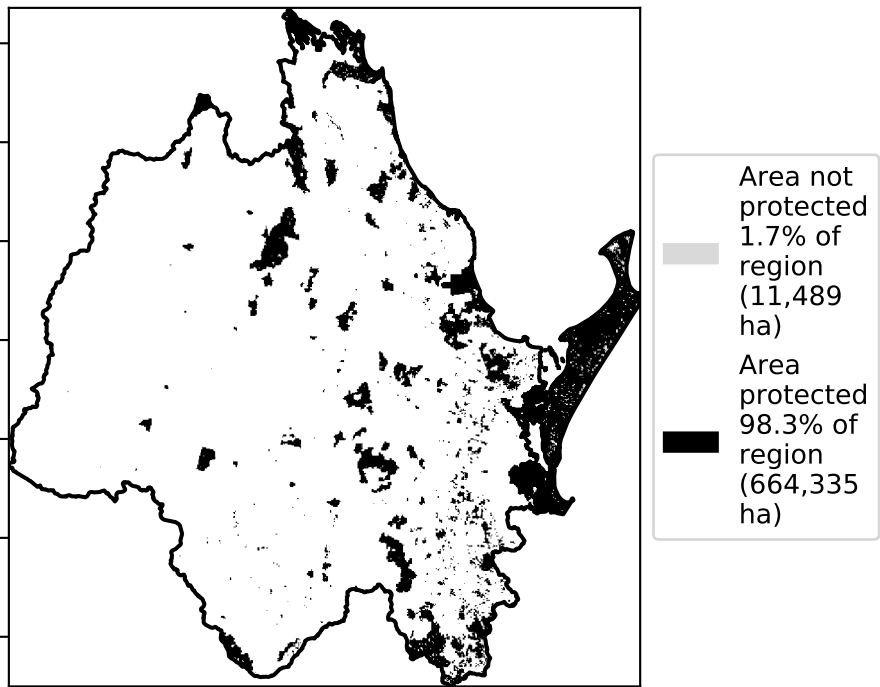 Area not
protected
1.7% of
region
(11,489
ha)
Area
protected
98.3% of
region
(664,335
ha)